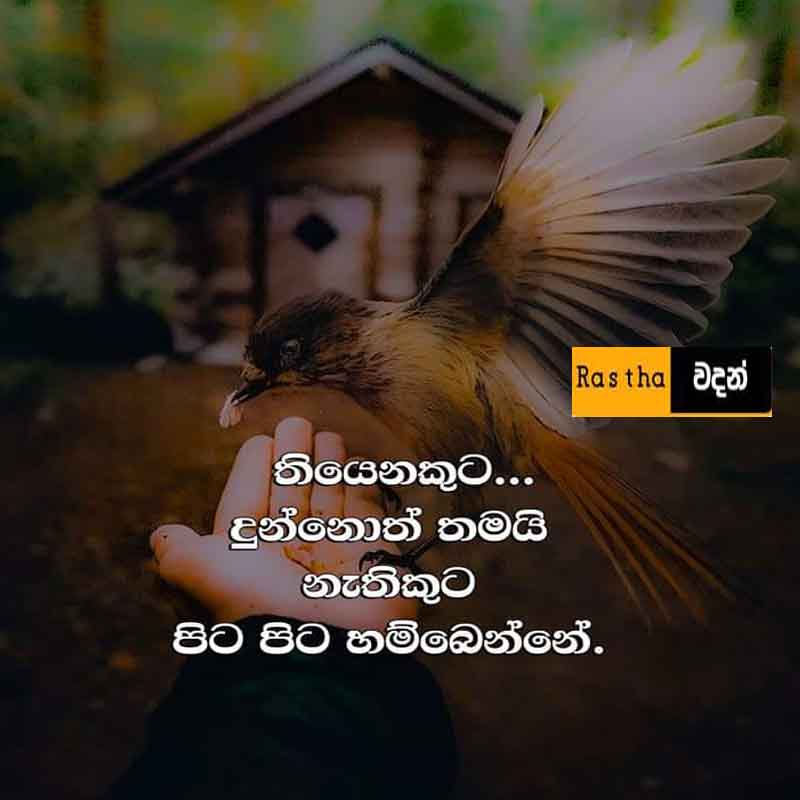 Rastha වදන්
තියෙනකුට...
දුන්නොත් තමයි
නැතිකුට
පිට පිට හම්බෙන්නේ.